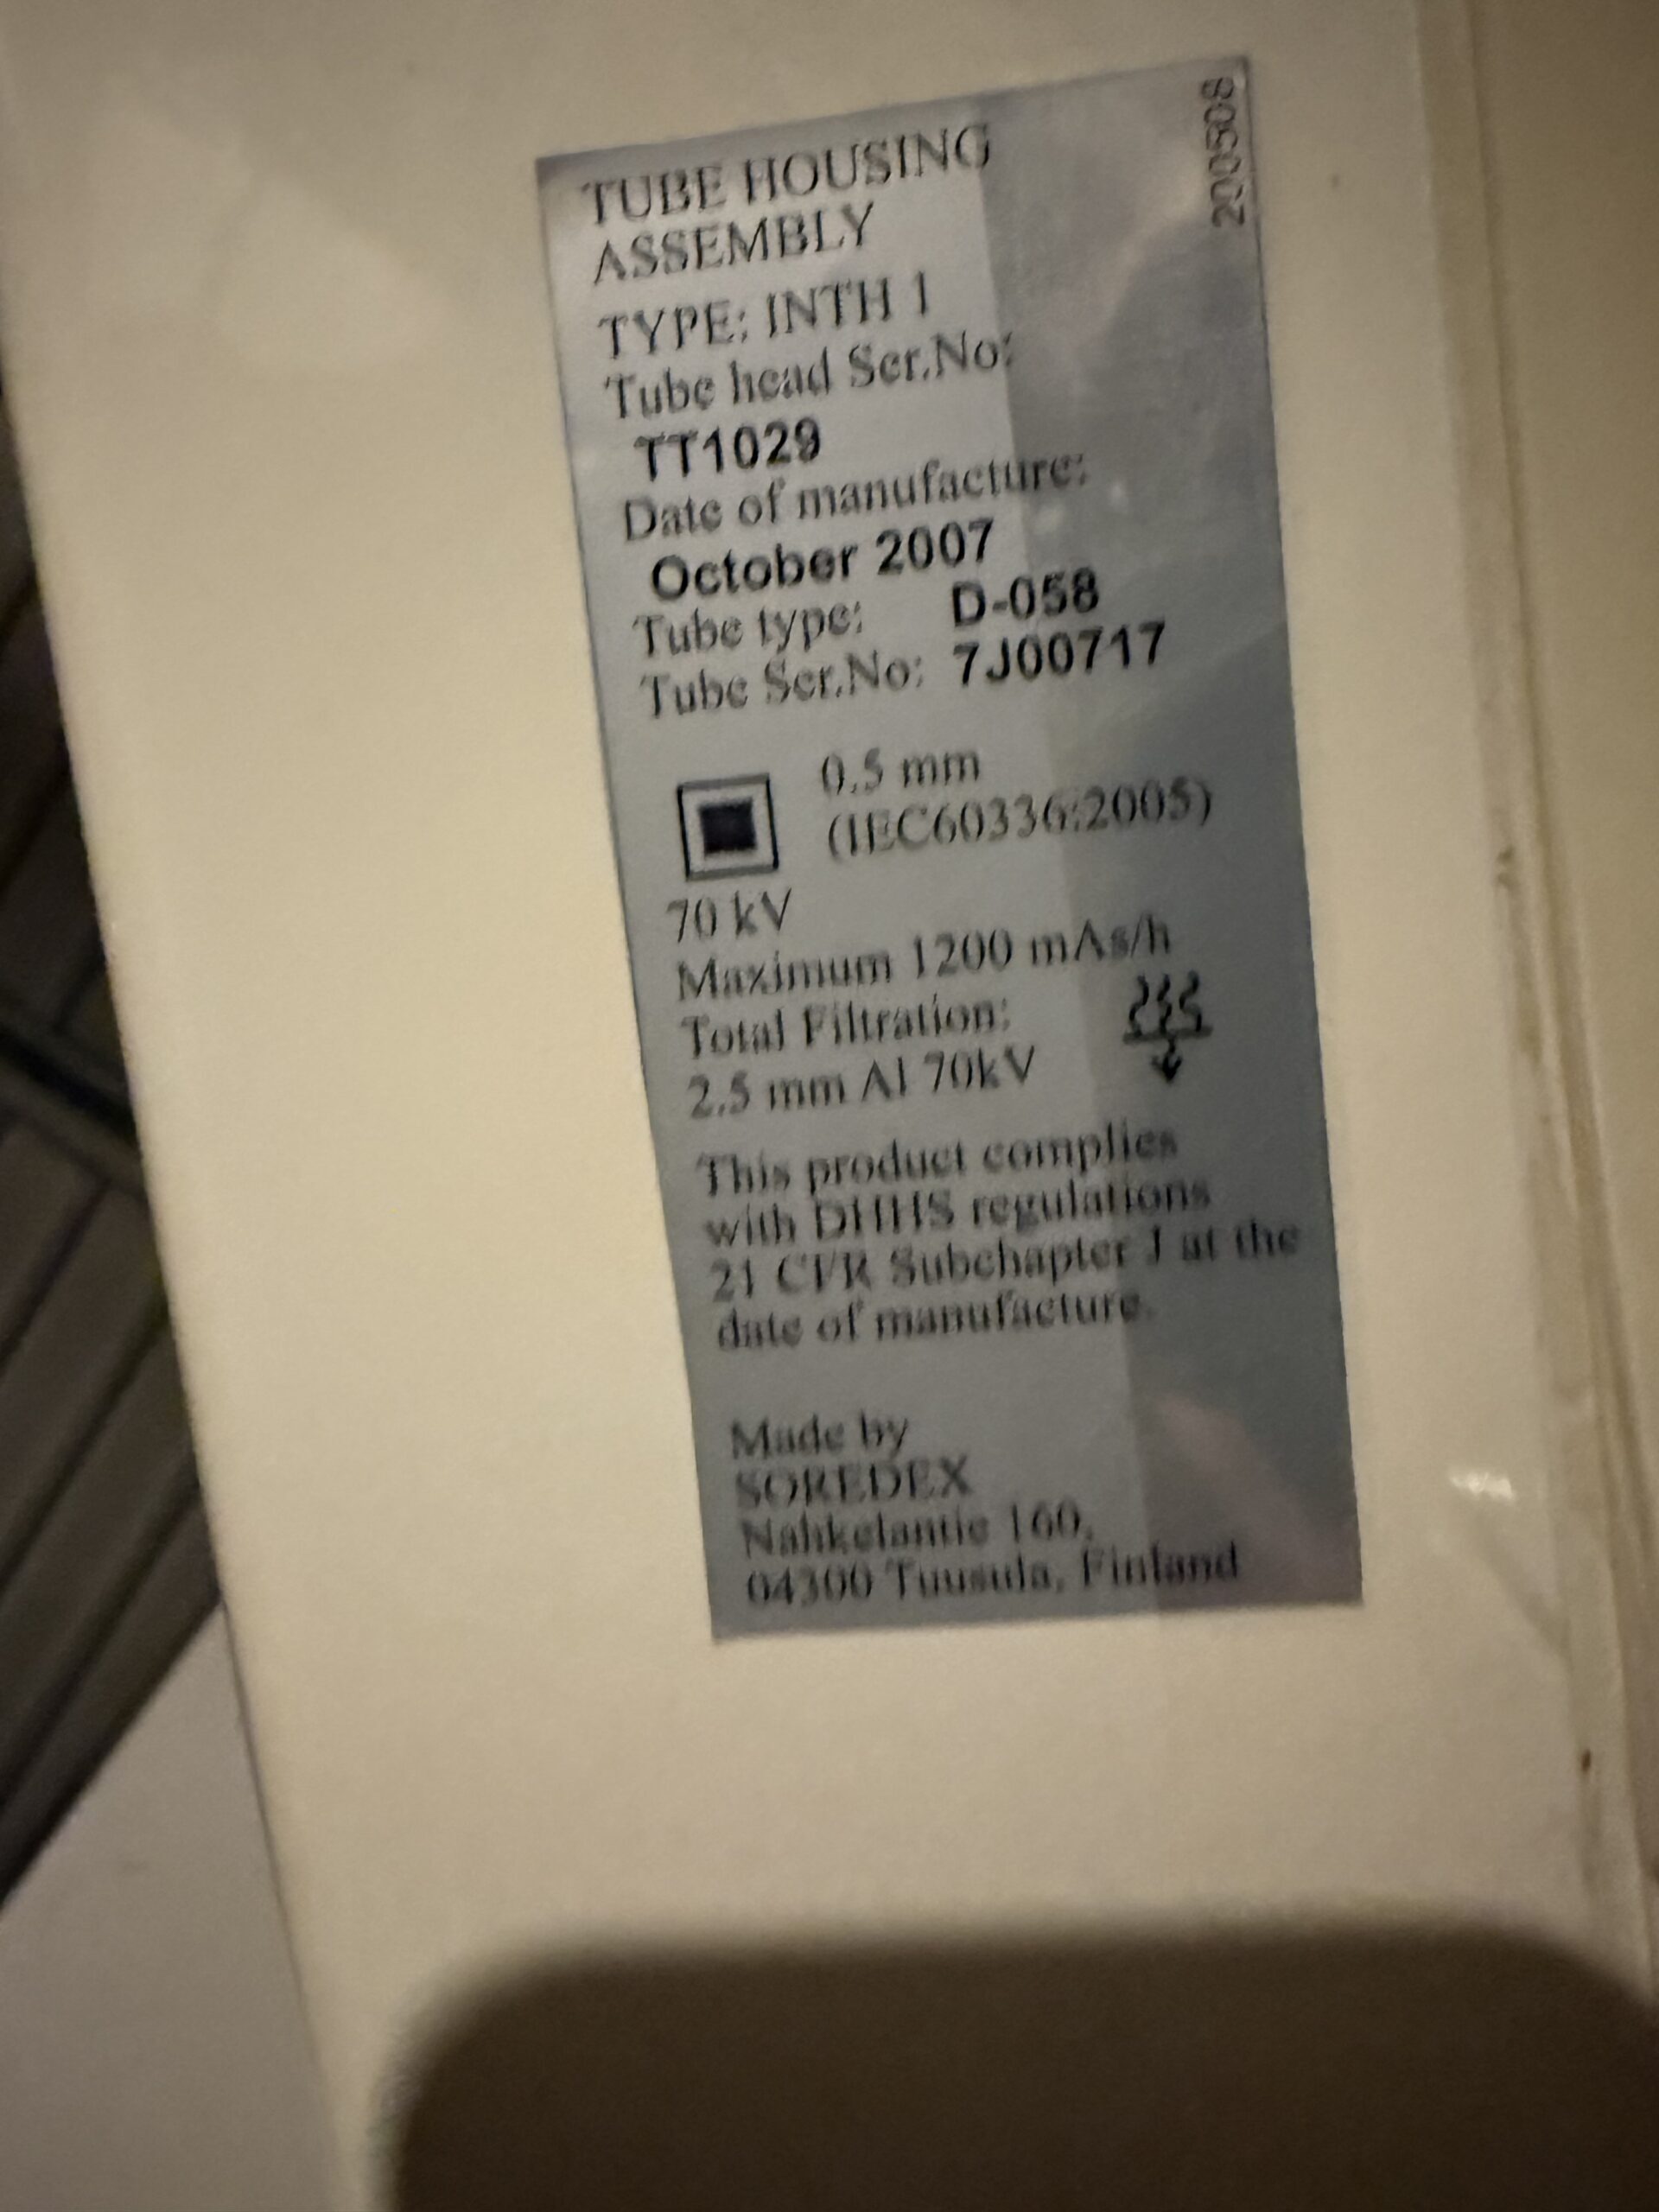 200508
TUBE HOUSING
ASSEMBLY
TYPE: INTH 1
Tube head Ser.No:
TT1029
Date of manufacture:
October 2007
Tube type: D-058
Tube Ser.No: 7J00717
0.5 mm
(IEC60336:2005)
70 kV
Maximum 1200 mAs/h
Total Filtration:
2.5 mm Al 70kV
This product complies
with DHHS regulations
21 CFR Subchapter J at the
date of manufacture.
Made by
SOREDEX
Nahkelantie 160,
04300 Tuusula, Finland